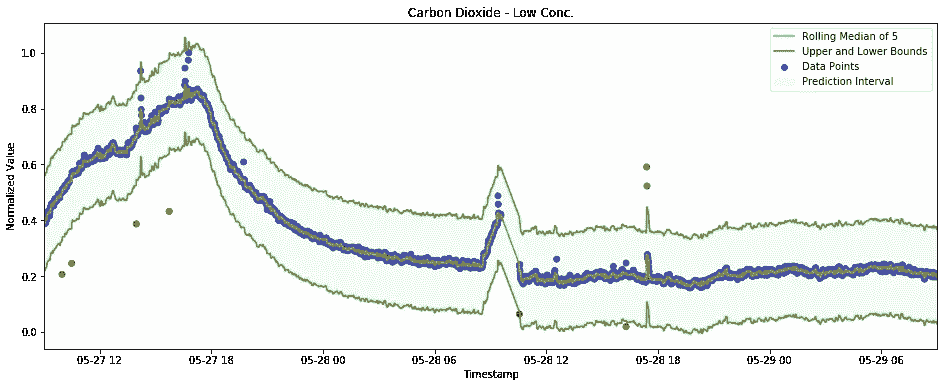 Carbon Dioxide - Low Conc.
Rolling Median of 5
Upper and Lower Bounds
Data Points
Prediction Interval
Normalized Value
1.0
0.8
0.6
0.4
0.2
0.0
05-27 12
05-27 18
05-28 00
05-28 06
05-28 12
05-28 18
05-29 00
05-29 06
Timestamp